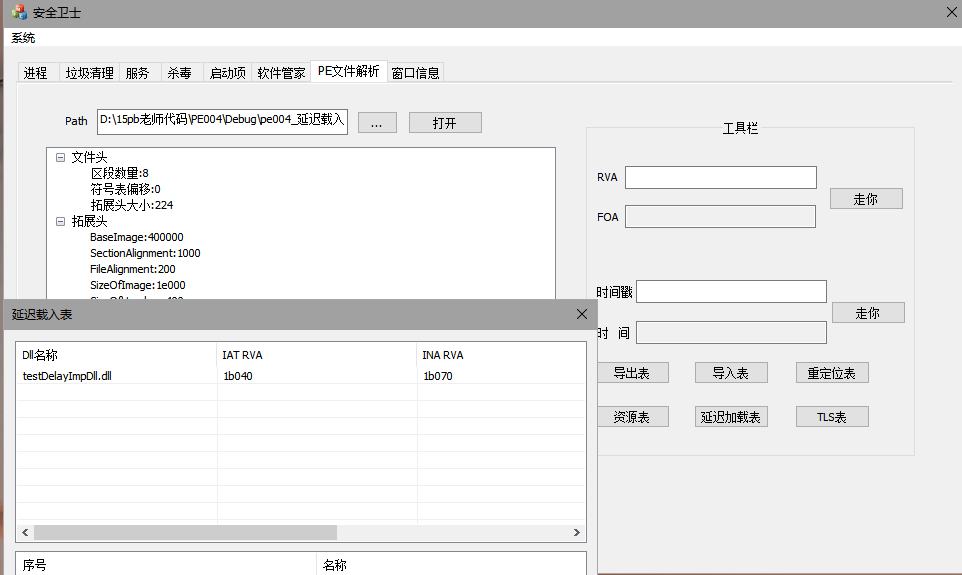 安全卫士
系统
进程 垃圾清理 服务 杀毒 启动项 软件管家 PE文件解析 窗口信息
Path D:\15pb老师代码\PE004\Debug\pe004_延迟载入 ... 打开
工具栏
文件头
区段数量:8
符号表偏移:0
拓展头大小:224
拓展头
BaseImage:400000
SectionAlignment:1000
FileAlignment:200
SizeOfImage:1e000
RVA
走你
FOA
时间戳
走你
时 间
导出表 导入表 重定位表
资源表 延迟加载表 TLS表
延迟载入表
Dll名称 IAT RVA INA RVA
testDelayImpDll.dll 1b040 1b070
序号 名称